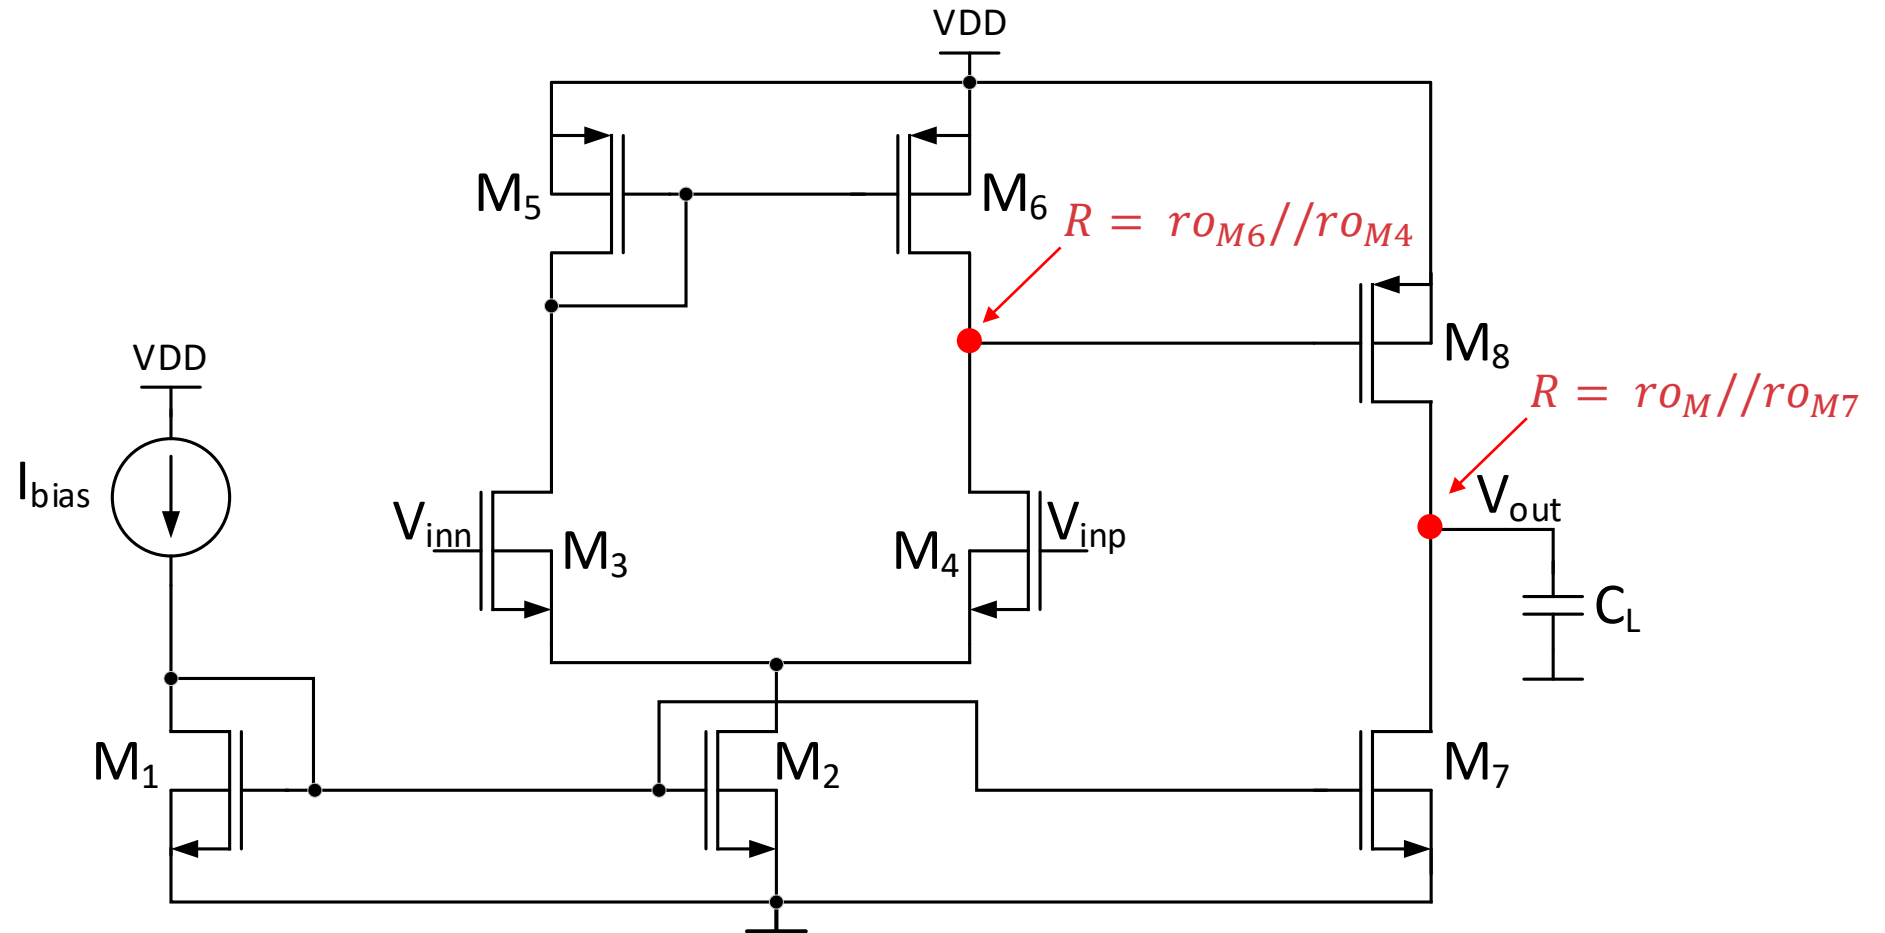 VDD
M5
M6
R = roM6//roM4
VDD
M8
R = roM//roM7
Ibias
Vinn
M3
M4
Vinp
Vout
CL
M1
M2
M7